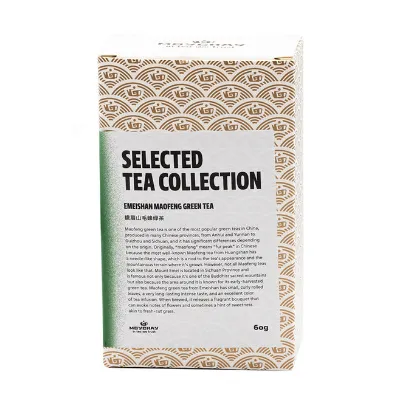 SELECTED
TEA COLLECTION
EMEISHAN MAOFENG GREEN TEA
峨眉山毛峰绿茶
Maofeng green tea is one of the most popular green teas in China,
produced in many Chinese provinces, from Anhui and Yunnan to
Guizhou and Sichuan, and it has significant differences depending
on the origin. Originally, "maofeng" means "fur peak" in Chinese
because the most well-known Maofeng tea from Huangshan has
a needle-like shape, which is a nod to the tea's appearance and the
mountainous terrain where it's grown. However, not all Maofeng teas
look like that. Mount Emei is located in Sichuan Province and
is famous not only because it's one of the Buddhist sacred mountains
but also because the area around it is known for its early-harvested
green tea. Maofeng green tea from Emeishan has small, curly rolled
leaves, a very long-lasting intense taste, and an excellent color
of tea infusion. When brewed, it releases a fragrant bouquet that
can evoke notes of flowers and sometimes a hint of sweetness
akin to fresh-cut grass.
MOYCHAY
60g